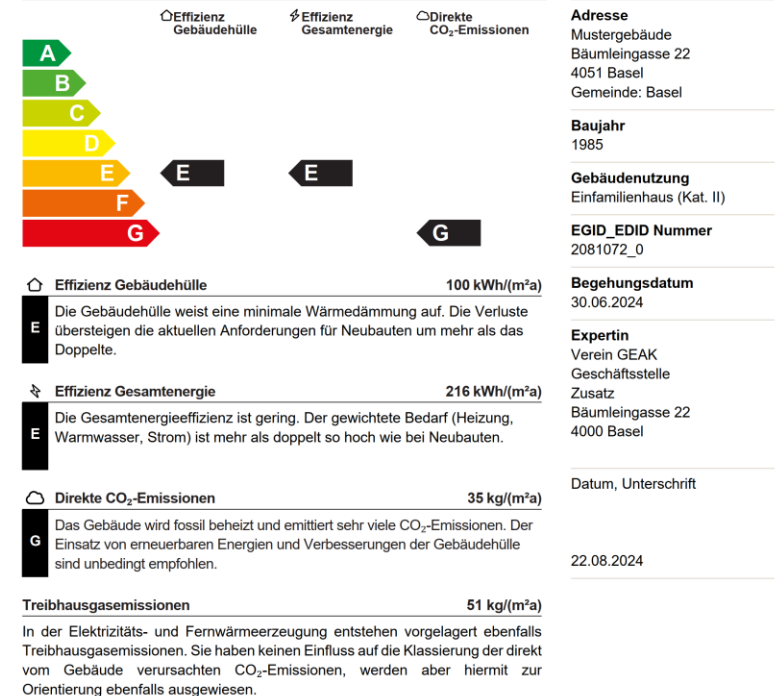 Effizienz Gebäudehülle
Effizienz Gesamtenergie
Direkte CO₂-Emissionen
A
B
C
D
E
E
E
F
G
G
Effizienz Gebäudehülle 100 kWh/(m²a)
E
Die Gebäudehülle weist eine minimale Wärmedämmung auf. Die Verluste
übersteigen die aktuellen Anforderungen für Neubauten um mehr als das
Doppelte.
Effizienz Gesamtenergie 216 kWh/(m²a)
E
Die Gesamtenergieeffizienz ist gering. Der gewichtete Bedarf (Heizung,
Warmwasser, Strom) ist mehr als doppelt so hoch wie bei Neubauten.
Direkte CO₂-Emissionen 35 kg/(m²a)
G
Das Gebäude wird fossil beheizt und emittiert sehr viele CO₂-Emissionen. Der
Einsatz von erneuerbaren Energien und Verbesserungen der Gebäudehülle
sind unbedingt empfohlen.
Treibhausgasemissionen 51 kg/(m²a)
In der Elektrizitäts- und Fernwärmeerzeugung entstehen vorgelagert ebenfalls
Treibhausgasemissionen. Sie haben keinen Einfluss auf die Klassierung der direkt
vom Gebäude verursachten CO₂-Emissionen, werden aber hiermit zur
Orientierung ebenfalls ausgewiesen.
Adresse
Mustergebäude
Bäumleingasse 22
4051 Basel
Gemeinde: Basel
Baujahr
1985
Gebäudenutzung
Einfamilienhaus (Kat. II)
EGID_EDID Nummer
2081072_0
Begehungsdatum
30.06.2024
Expertin
Verein GEAK
Geschäftsstelle
Zusatz
Bäumleingasse 22
4000 Basel
Datum, Unterschrift
22.08.2024